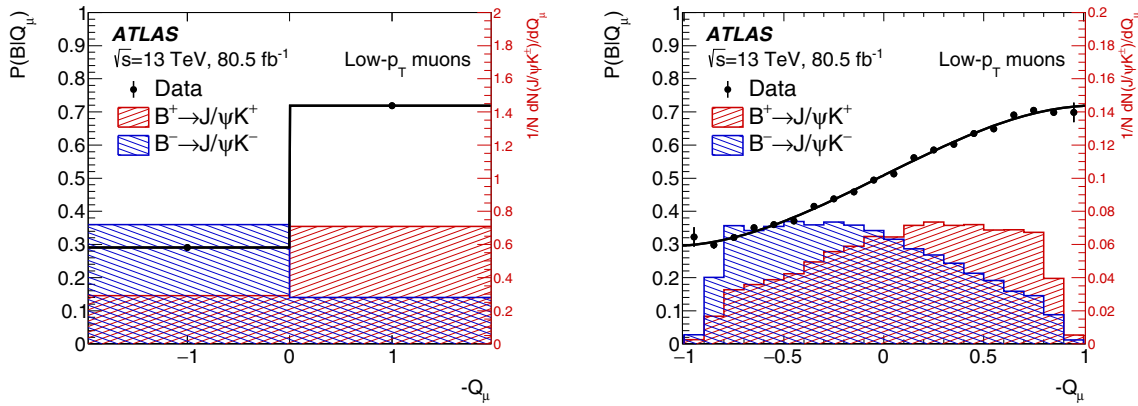 ATLAS
√s=13 TeV, 80.5 fb⁻¹
Low-p_T muons
Data
B⁺→J/ψK⁺
B⁻→J/ψK⁻
P(B|Q_μ)
1/N dN(J/ψK^±)/dQ_μ
1
0.9
0.8
0.7
0.6
0.5
0.4
0.3
0.2
0.1
0
2
1.8
1.6
1.4
1.2
1
0.8
0.6
0.4
0.2
0
−1 0 1
-Q_μ
ATLAS
√s=13 TeV, 80.5 fb⁻¹
Low-p_T muons
Data
B⁺→J/ψK⁺
B⁻→J/ψK⁻
P(B|Q_μ)
1/N dN(J/ψK^±)/dQ_μ
1
0.9
0.8
0.7
0.6
0.5
0.4
0.3
0.2
0.1
0
0.2
0.18
0.16
0.14
0.12
0.10
0.08
0.06
0.04
0.02
0
−1 −0.5 0 0.5 1
-Q_μ